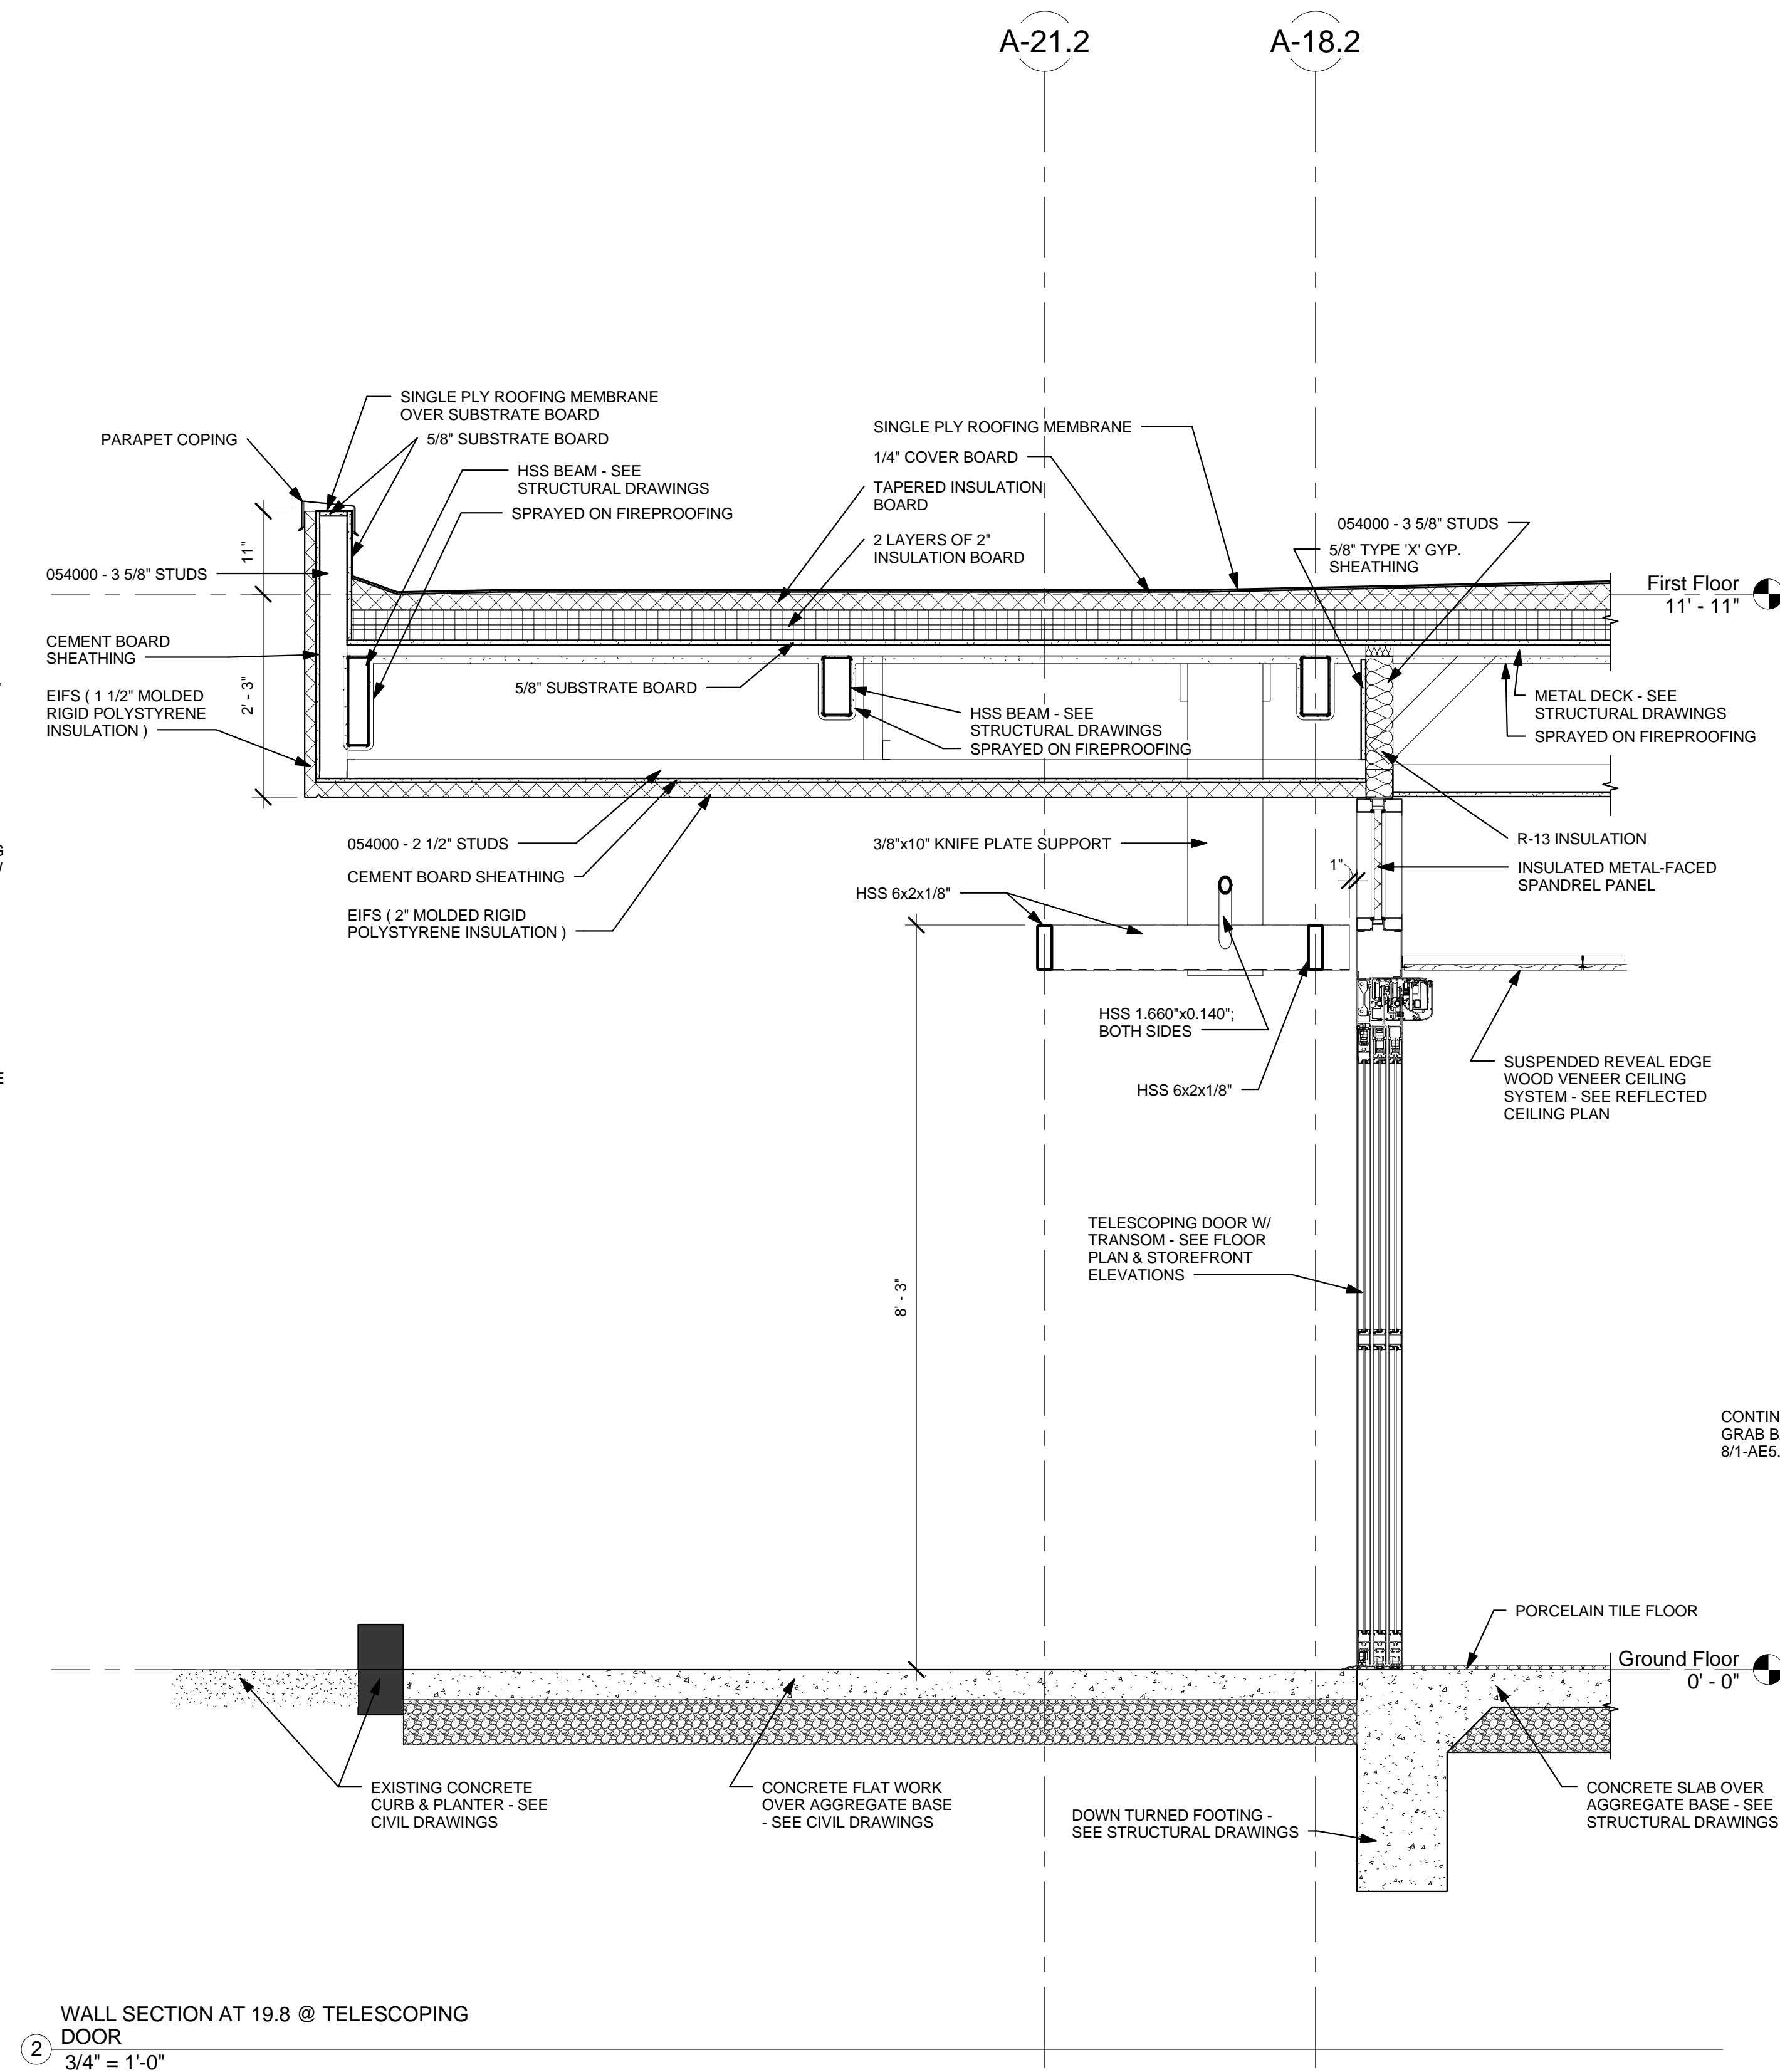 A-21.2
A-18.2
SINGLE PLY ROOFING MEMBRANE
OVER SUBSTRATE BOARD
PARAPET COPING
5/8" SUBSTRATE BOARD
HSS BEAM - SEE
STRUCTURAL DRAWINGS
SPRAYED ON FIREPROOFING
SINGLE PLY ROOFING MEMBRANE
1/4" COVER BOARD
TAPERED INSULATION
BOARD
2 LAYERS OF 2"
INSULATION BOARD
054000 - 3 5/8" STUDS
5/8" TYPE 'X' GYP.
SHEATHING
11"
054000 - 3 5/8" STUDS
First Floor
11' - 11"
CEMENT BOARD
SHEATHING
EIFS ( 1 1/2" MOLDED
RIGID POLYSTYRENE
INSULATION )
2' - 3"
5/8" SUBSTRATE BOARD
HSS BEAM - SEE
STRUCTURAL DRAWINGS
SPRAYED ON FIREPROOFING
METAL DECK - SEE
STRUCTURAL DRAWINGS
SPRAYED ON FIREPROOFING
054000 - 2 1/2" STUDS
CEMENT BOARD SHEATHING
EIFS ( 2" MOLDED RIGID
POLYSTYRENE INSULATION )
3/8"x10" KNIFE PLATE SUPPORT
HSS 6x2x1/8"
1"
R-13 INSULATION
INSULATED METAL-FACED
SPANDREL PANEL
HSS 1.660"x0.140";
BOTH SIDES
HSS 6x2x1/8"
SUSPENDED REVEAL EDGE
WOOD VENEER CEILING
SYSTEM - SEE REFLECTED
CEILING PLAN
TELESCOPING DOOR W/
TRANSOM - SEE FLOOR
PLAN & STOREFRONT
ELEVATIONS
8' - 3"
CONTIN
GRAB B
8/1-AE5.
PORCELAIN TILE FLOOR
Ground Floor
0' - 0"
EXISTING CONCRETE
CURB & PLANTER - SEE
CIVIL DRAWINGS
CONCRETE FLAT WORK
OVER AGGREGATE BASE
- SEE CIVIL DRAWINGS
DOWN TURNED FOOTING -
SEE STRUCTURAL DRAWINGS
CONCRETE SLAB OVER
AGGREGATE BASE - SEE
STRUCTURAL DRAWINGS
WALL SECTION AT 19.8 @ TELESCOPING
DOOR
2
3/4" = 1'-0"